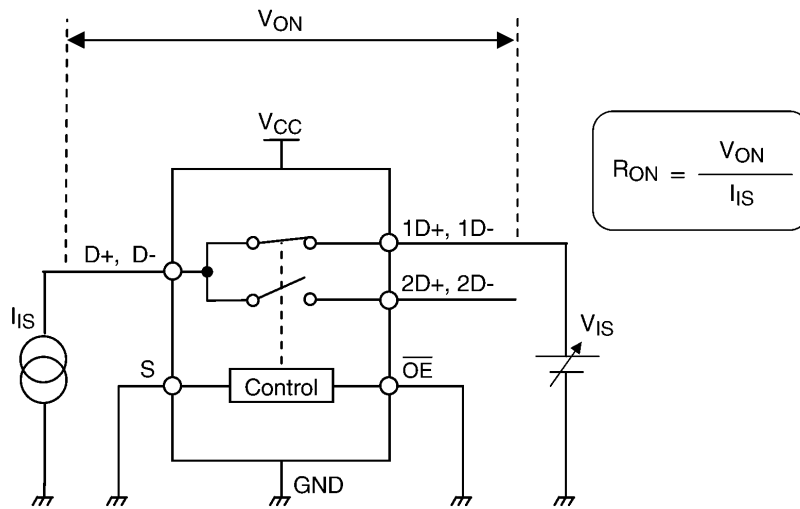 VON
VCC
RON = VON / IIS
1D+, 1D-
D+, D-
2D+, 2D-
IIS
VIS
S
Control
OE
GND